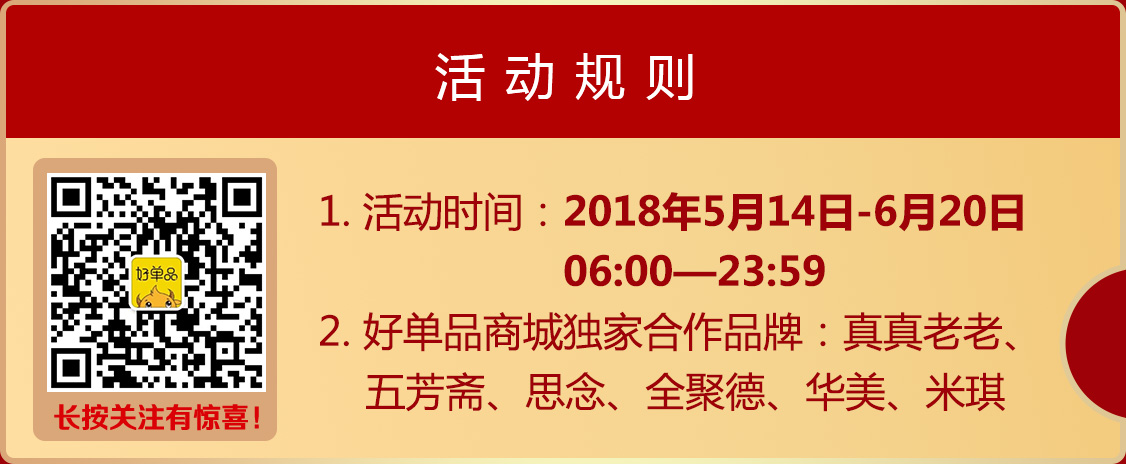 活动规则
好单品
长按关注有惊喜！
1. 活动时间：2018年5月14日-6月20日
06:00—23:59
2. 好单品商城独家合作品牌：真真老老、
五芳斋、思念、全聚德、华美、米琪